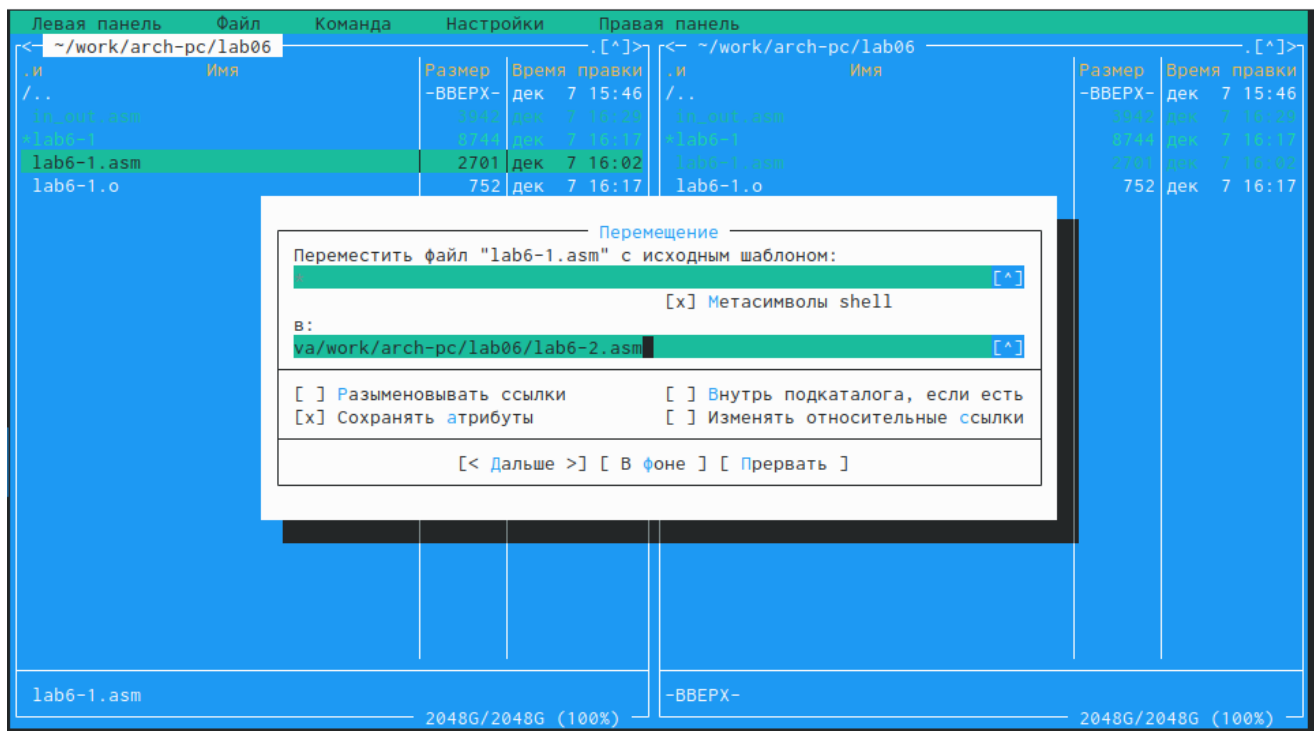 Левая панель Файл Команда Настройки Правая панель
<— ~/work/arch-pc/lab06 .[^]> <— ~/work/arch-pc/lab06 .[^]>
.и Имя Размер Время правки .и Имя Размер Время правки
/.. -ВВЕРХ- дек 7 15:46 /.. -ВВЕРХ- дек 7 15:46
in_out.asm 3942 дек 7 16:29 in_out.asm 3942 дек 7 16:29
*lab6-1 8744 дек 7 16:17 *lab6-1 8744 дек 7 16:17
lab6-1.asm 2701 дек 7 16:02 lab6-1.asm 2701 дек 7 16:02
lab6-1.o 752 дек 7 16:17 lab6-1.o 752 дек 7 16:17
Перемещение
Переместить файл "lab6-1.asm" с исходным шаблоном:
* [^]
[x] Метасимволы shell
в:
va/work/arch-pc/lab06/lab6-2.asm [^]
[ ] Разыменовывать ссылки [ ] Внутрь подкаталога, если есть
[x] Сохранять атрибуты [ ] Изменять относительные ссылки
[< Дальше >] [ В фоне ] [ Прервать ]
lab6-1.asm -ВВЕРХ-
2048G/2048G (100%) 2048G/2048G (100%)